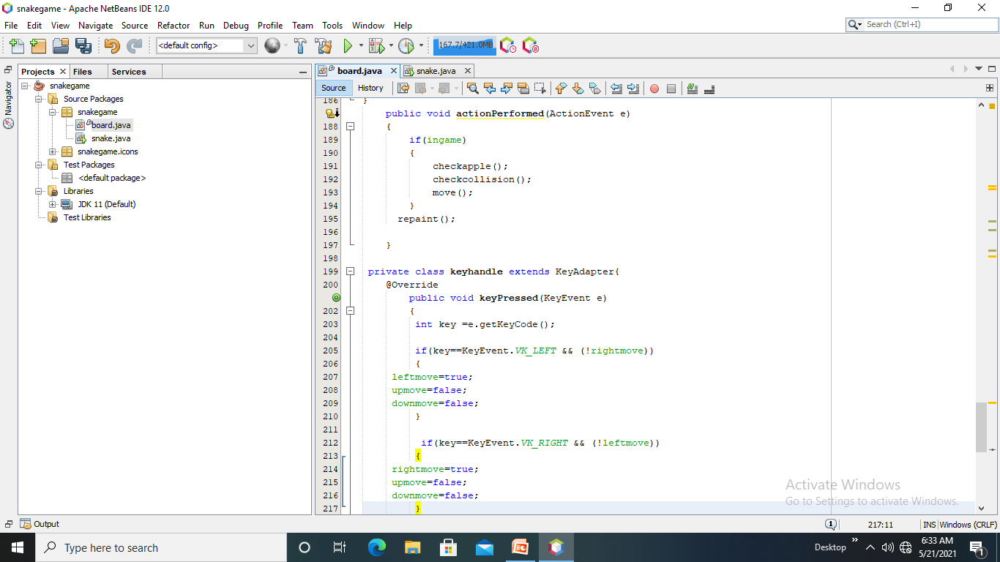 snakegame - Apache NetBeans IDE 12.0
File Edit View Navigate Source Refactor Run Debug Profile Team Tools Window Help
Search (Ctrl+I)
<default config>
167.7/421.0MB
Projects Files Services
board.java snake.java
Navigator
Source History
snakegame
Source Packages
snakegame
board.java
snake.java
snakegame.icons
Test Packages
<default package>
Libraries
JDK 11 (Default)
Test Libraries
186 }
public void actionPerformed(ActionEvent e)
188 {
189 if(ingame)
190 {
191 checkapple();
192 checkcollision();
193 move();
194 }
195 repaint();
196
197 }
198
199 private class keyhandle extends KeyAdapter{
200 @Override
public void keyPressed(KeyEvent e)
202 {
203 int key =e.getKeyCode();
204
205 if(key==KeyEvent.VK_LEFT && (!rightmove))
206 {
207 leftmove=true;
208 upmove=false;
209 downmove=false;
210 }
211
212 if(key==KeyEvent.VK_RIGHT && (!leftmove))
213 {
214 rightmove=true;
215 upmove=false;
216 downmove=false;
217 }
Activate Windows
Go to Settings to activate Windows.
Output
1
217:11 INS Windows (CRLF)
Type here to search
Desktop
6:33 AM
5/21/2021
1